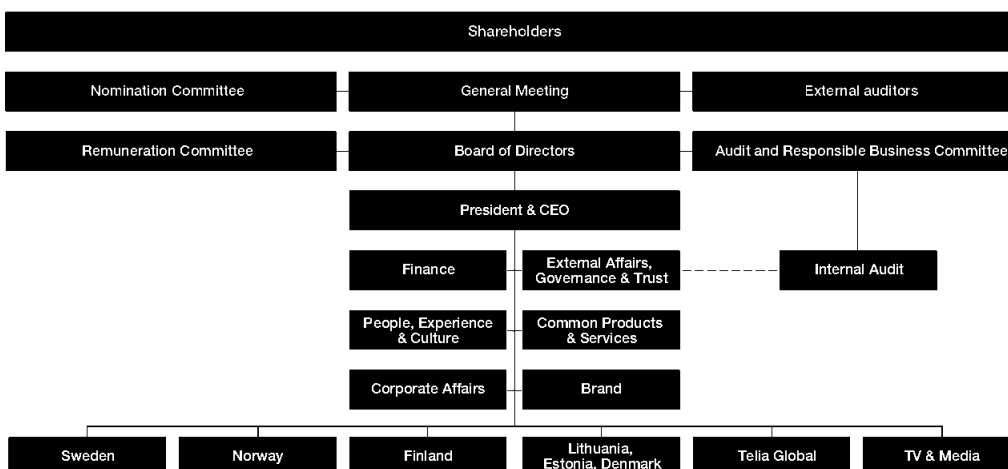 Shareholders
Nomination Committee
General Meeting
External auditors
Remuneration Committee
Board of Directors
Audit and Responsible Business Committee
President & CEO
Finance
External Affairs,
Governance & Trust
Internal Audit
People, Experience
& Culture
Common Products
& Services
Corporate Affairs
Brand
Sweden
Norway
Finland
Lithuania,
Estonia, Denmark
Telia Global
TV & Media